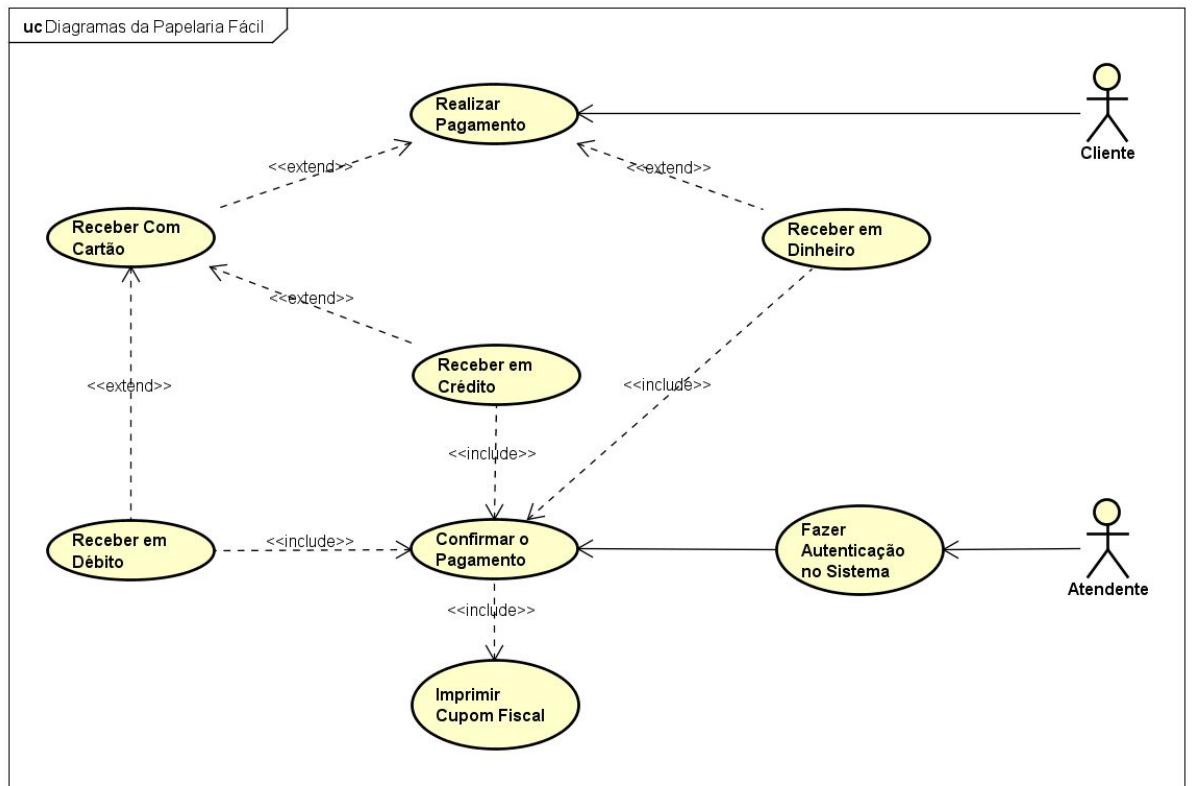 uc Diagramas da Papelaria Fácil
Realizar
Pagamento
Cliente
<<extend>>
<<extend>>
Receber Com
Cartão
Receber em
Dinheiro
<<extend>>
Receber em
Crédito
<<extend>>
<<include>>
<<include>>
Receber em
Débito
<<include>>
Confirmar o
Pagamento
Fazer
Autenticação
no Sistema
Atendente
<<include>>
Imprimir
Cupom Fiscal